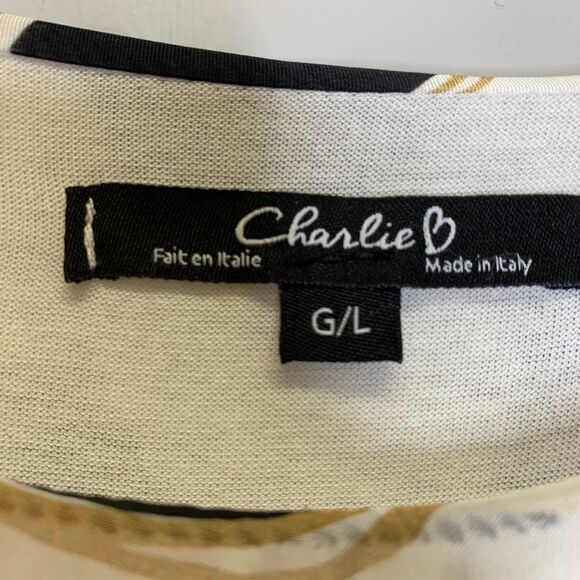 Charlie B
Fait en Italie
Made in Italy
G/L